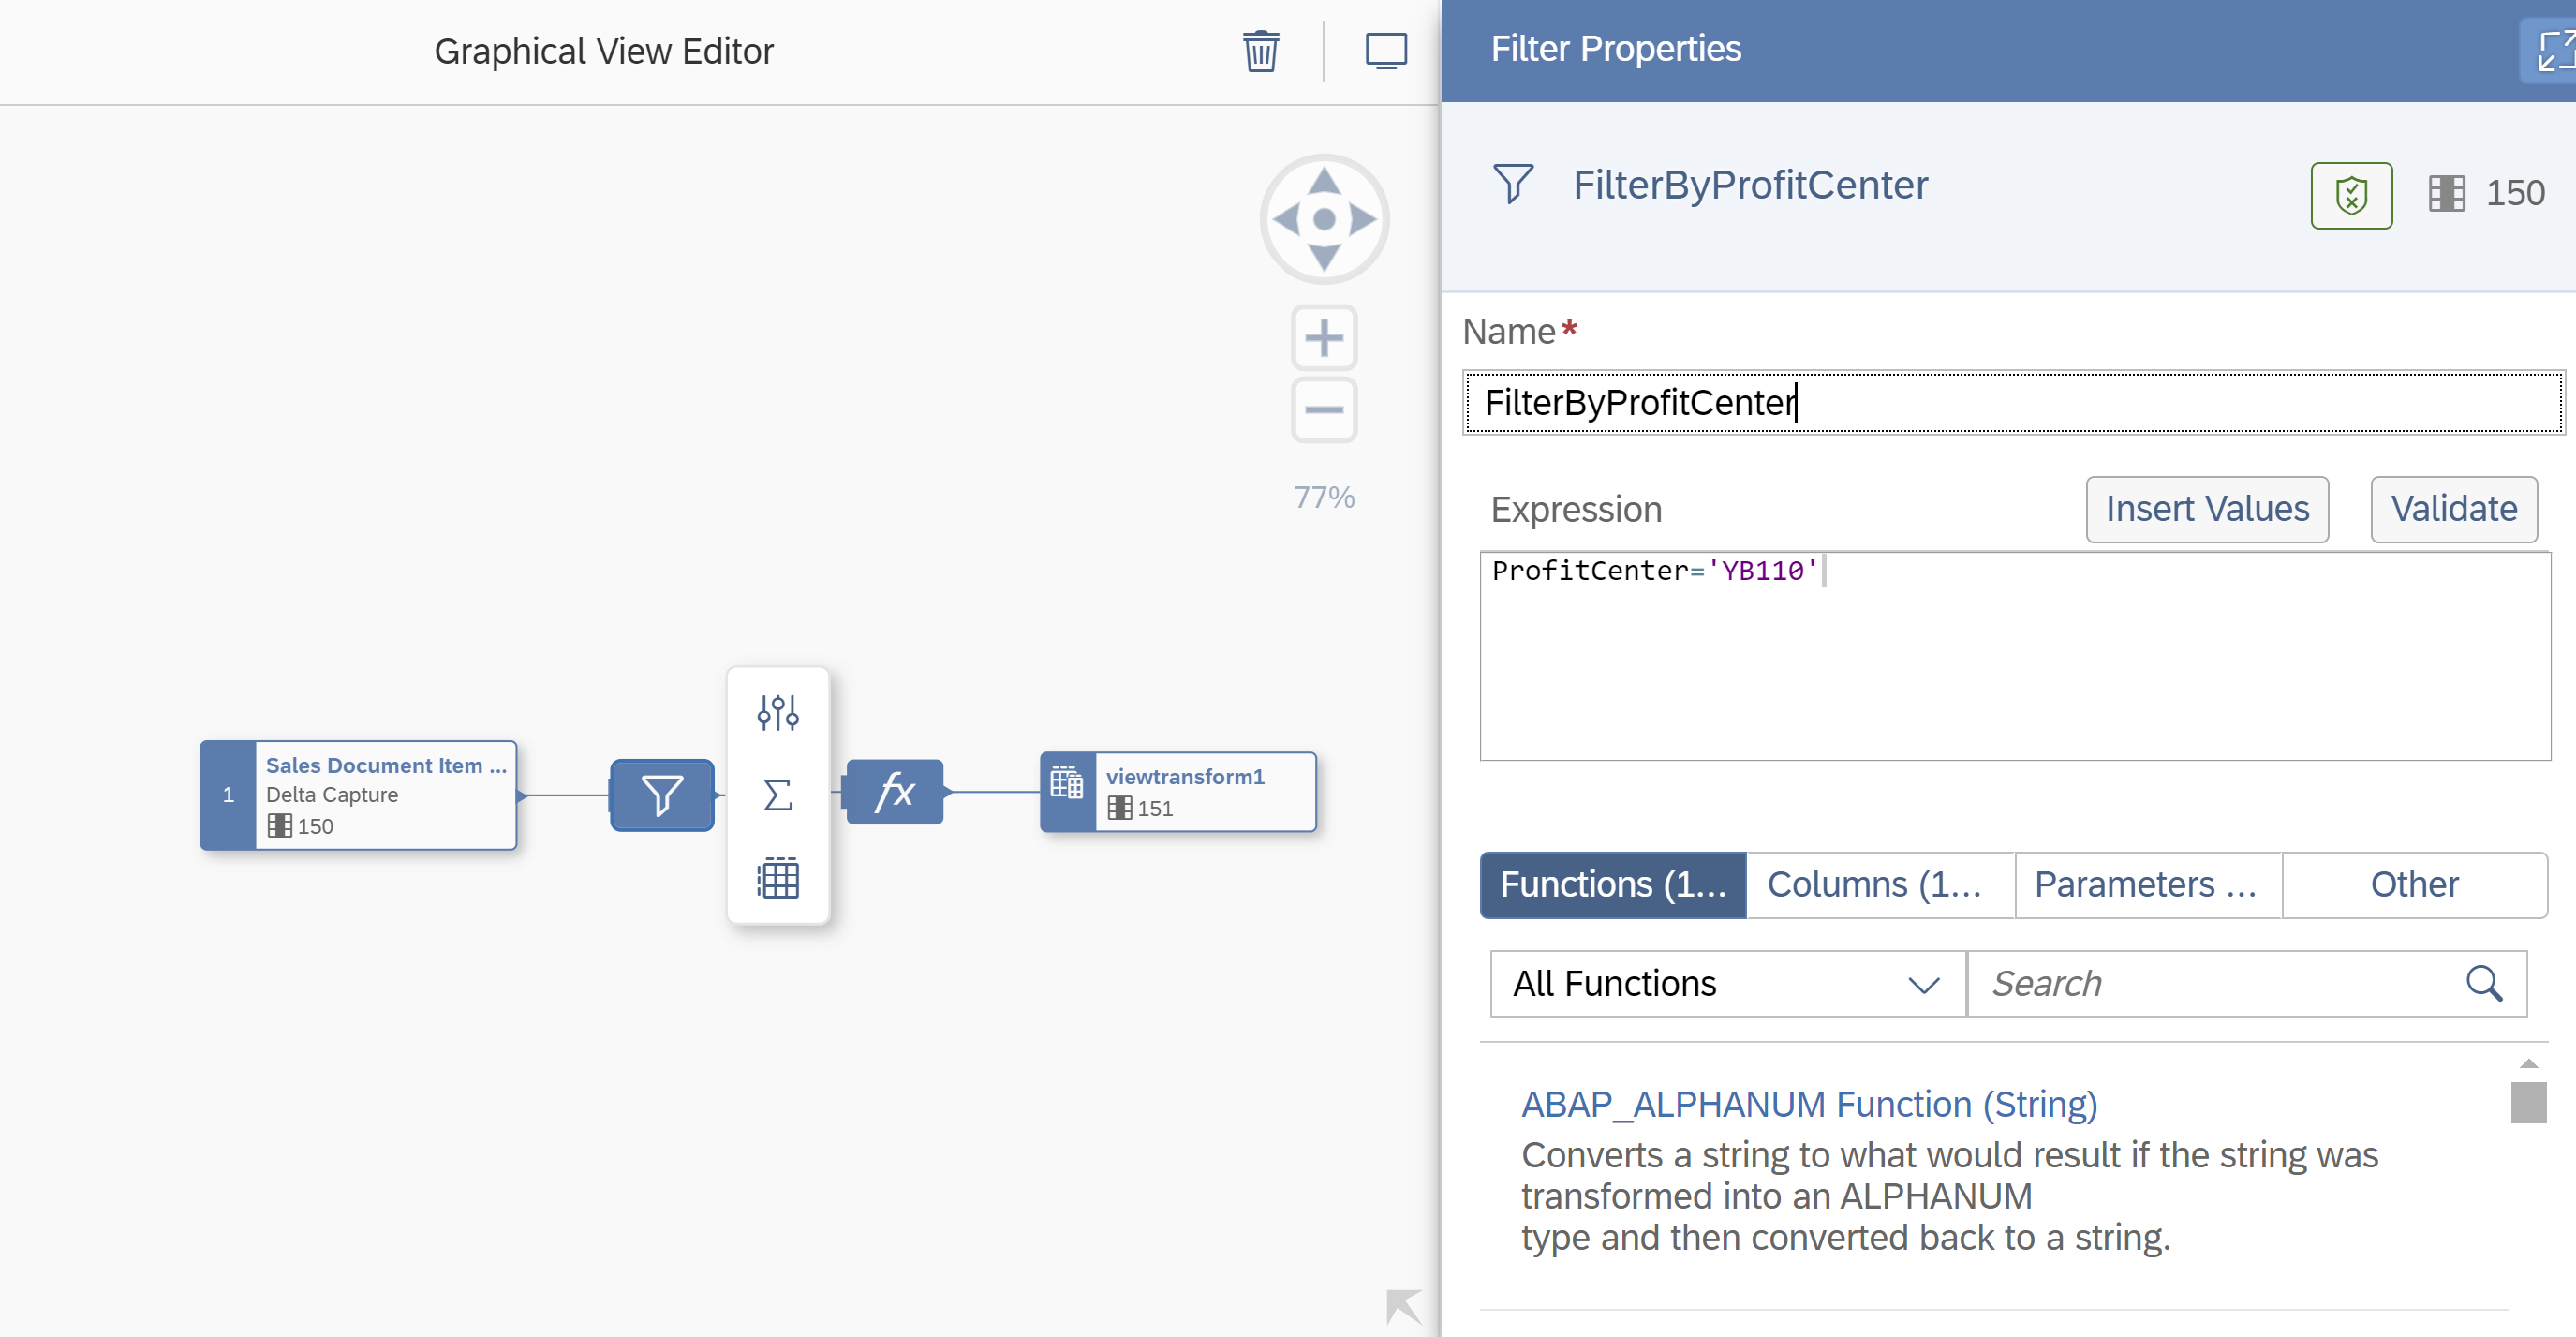 Graphical View Editor
Filter Properties
FilterByProfitCenter
150
Name*
FilterByProfitCenter
77%
Expression
Insert Values
Validate
ProfitCenter='YB110'
1
Sales Document Item ...
Delta Capture
150
fx
viewtransform1
151
Functions (1...
Columns (1...
Parameters ...
Other
All Functions
Search
ABAP_ALPHANUM Function (String)
Converts a string to what would result if the string was
transformed into an ALPHANUM
type and then converted back to a string.